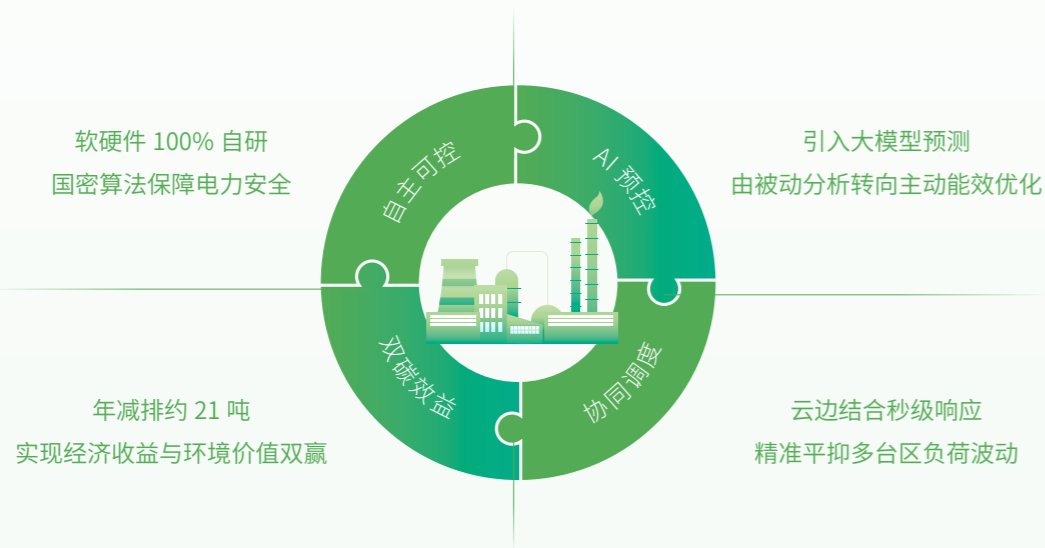 软硬件 100% 自研
国密算法保障电力安全
自主可控
AI 预控
引入大模型预测
由被动分析转向主动能效优化
年减排约 21 吨
实现经济收益与环境价值双赢
双碳效益
协同调度
云边结合秒级响应
精准平抑多台区负荷波动